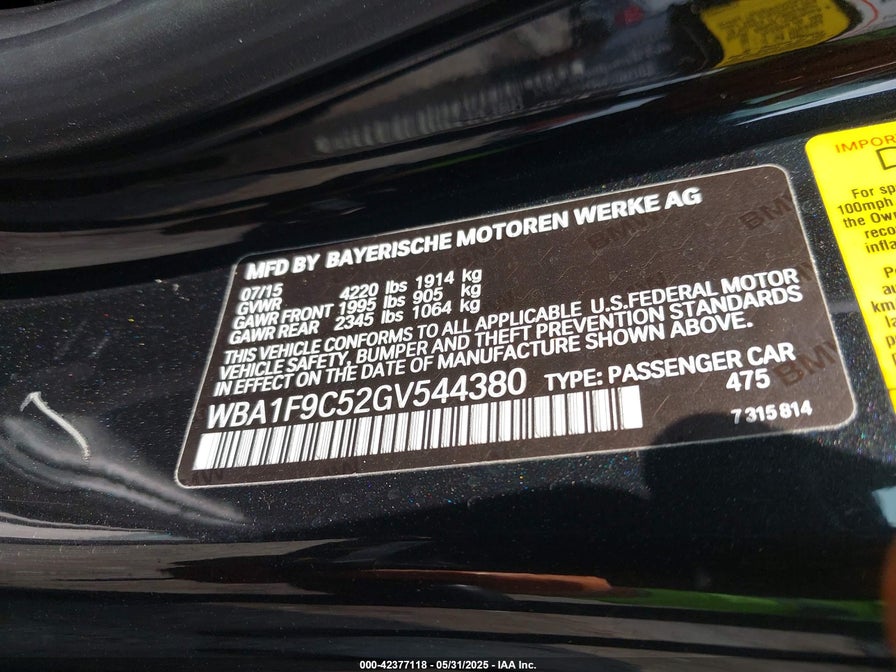 MFD BY BAYERISCHE MOTOREN WERKE AG
07/15
GVWR 4220 lbs 1914 kg
GAWR FRONT 1995 lbs 905 kg
GAWR REAR 2345 lbs 1064 kg
THIS VEHICLE CONFORMS TO ALL APPLICABLE U.S.FEDERAL MOTOR
VEHICLE SAFETY, BUMPER AND THEFT PREVENTION STANDARDS
IN EFFECT ON THE DATE OF MANUFACTURE SHOWN ABOVE.
WBA1F9C52GV544380 TYPE: PASSENGER CAR
475
7 315 814
For
100mph
the
000-42377118 - 05/31/2025 - IAA Inc.